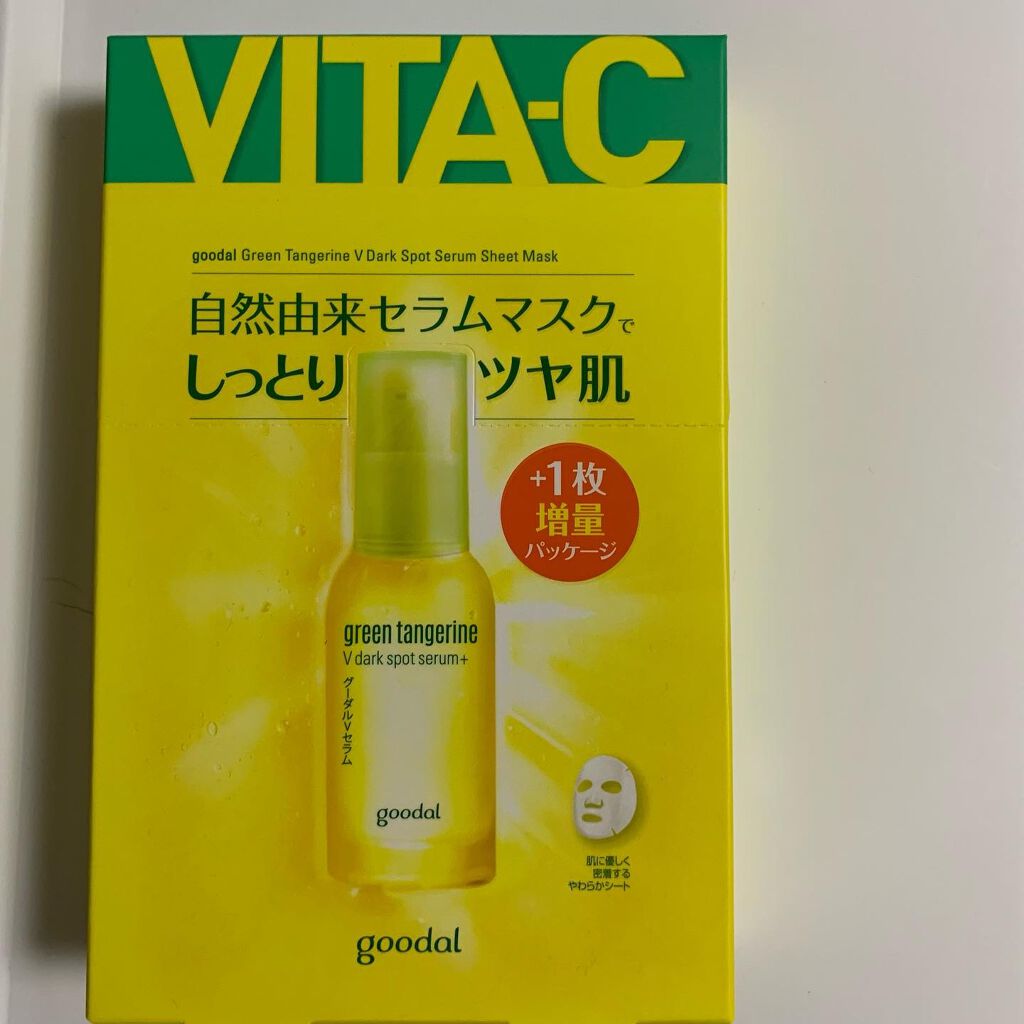 VITA-C
goodal Green Tangerine V Dark Spot Serum Sheet Mask
自然由来セラムマスクで
しっとり ツヤ肌
+1枚
増量
パッケージ
green tangerine
V dark spot serum+
グーダルVセラム
goodal
肌に優しく
密着する
やわらかシート
goodal